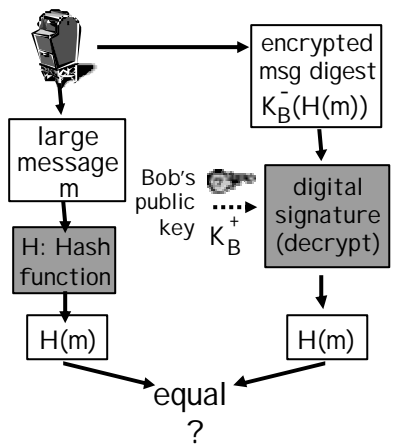 encrypted
msg digest
K_B^-(H(m))
large
message
m
Bob's
public
key
K_B^+
digital
signature
(decrypt)
H: Hash
function
H(m)
H(m)
equal
?